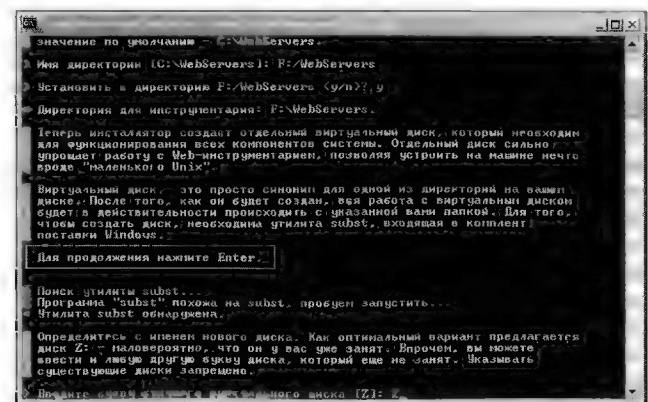 значение по умолчанию - C:\WebServers.
Имя директории [C:\WebServers]: F:/WebServers
Установить в директорию F:/WebServers (y/n)? y
Директория для инструментария: F:\WebServers.
Теперь инсталлятор создаст отдельный виртуальный диск, который необходим
для функционирования всех компонентов системы. Отдельный диск сильно
упрощает работу с Web-инструментарием, позволяя устроить на машине нечто
вроде "маленького Unix".
Виртуальный диск - это просто синоним для одной из директорий на вашем
диске. После того, как он будет создан, вся работа с виртуальным диском
будет в действительности происходить с указанной вами папкой. Для того,
чтобы создать диск, необходима утилита subst, входящая в комплект
поставки Windows.
Для продолжения нажмите Enter.
Поиск утилиты subst...
Программа "subst" похожа на subst, пробуем запустить...
Утилита subst обнаружена.
Определитесь с именем нового диска. Как оптимальный вариант предлагается
диск Z: - маловероятно, что он у вас уже занят. Впрочем, вы можете
ввести и любую другую букву диска, который еще не занят. Указывать
существующие диски запрещено.
> Введите букву диска [Z]: Z